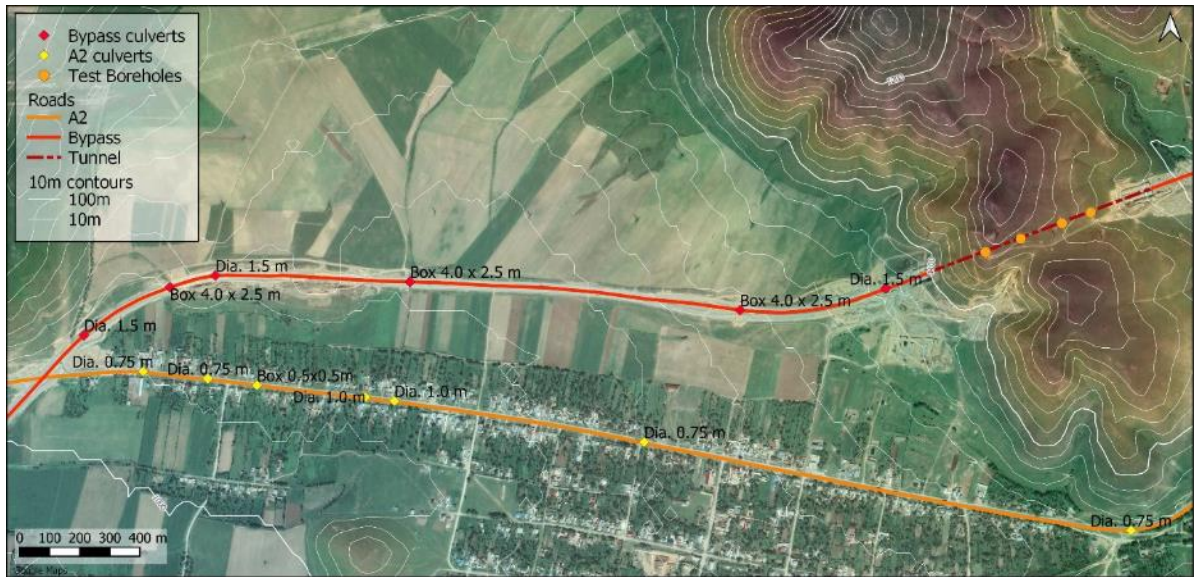 Bypass culverts
A2 culverts
Test Boreholes
Roads
A2
Bypass
Tunnel
10m contours
100m
10m
Dia. 1.5 m
Box 4.0 x 2.5 m
Box 4.0 x 2.5 m
Dia. 1.5 m
Box 4.0 x 2.5 m
Dia. 1.5 m
Dia. 0.75 m
Dia. 0.75 m
Box 0.5x0.5m
Dia. 1.0 m
Dia. 1.0 m
Dia. 0.75 m
Dia. 0.75 m
0 100 200 300 400 m
Google Maps